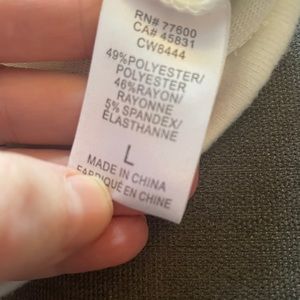 RN# 77600
CA# 45831
CW8444
49%POLYESTER/
POLYESTER
46%RAYON/
RAYONNE
5% SPANDEX/
ÉLASTHANNE
L
MADE IN CHINA
FABRIQUÉ EN CHINE